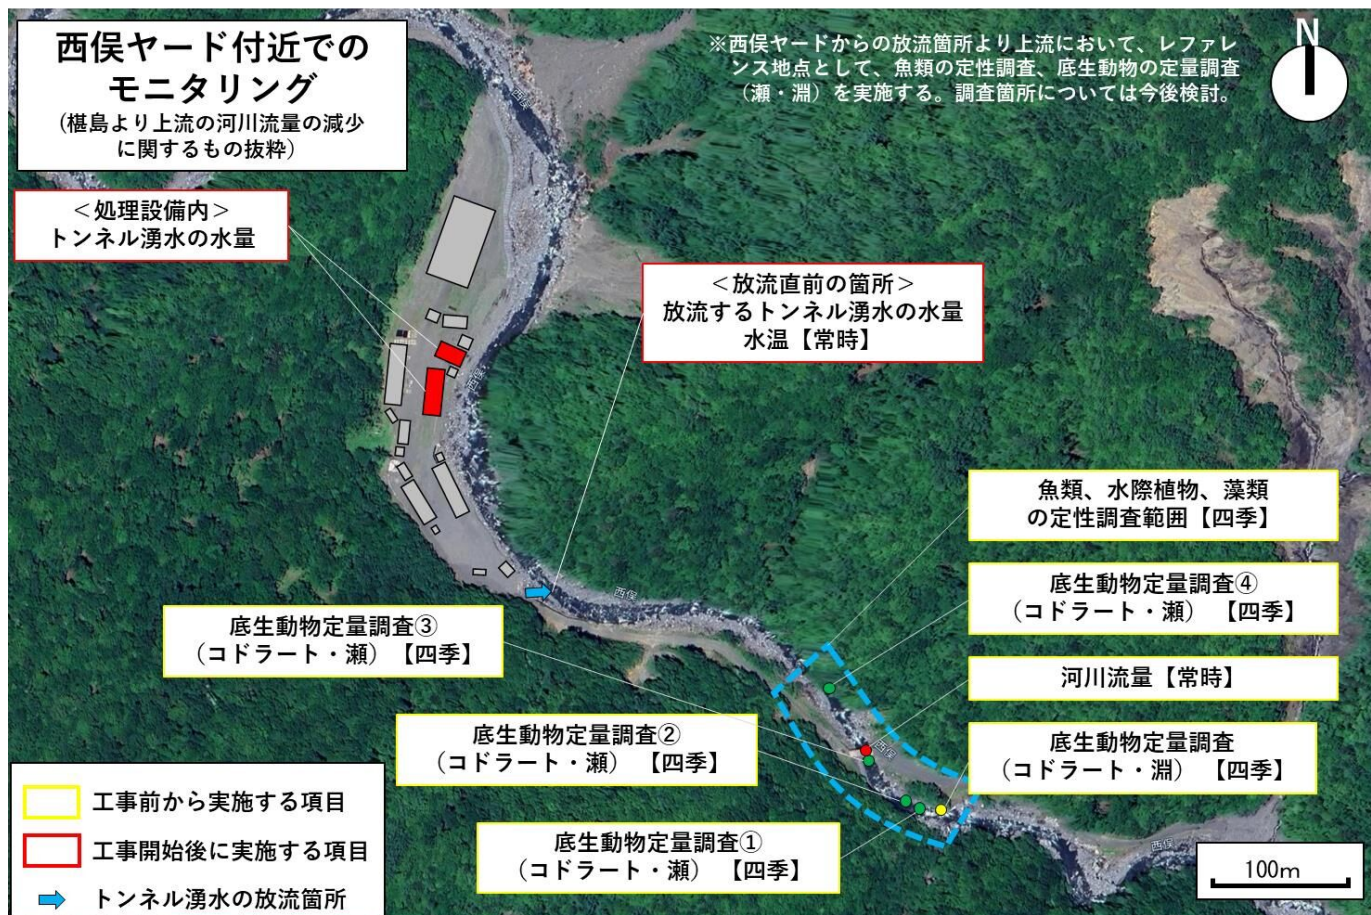 西俣ヤード付近での
モニタリング
(椹島より上流の河川流量の減少
に関するもの抜粋)
※西俣ヤードからの放流箇所より上流において、レファレ
ンス地点として、魚類の定性調査、底生動物の定量調査
(瀬・淵)を実施する。調査箇所については今後検討。
N
西俣
<処理設備内>
トンネル湧水の水量
<放流直前の箇所>
放流するトンネル湧水の水量
水温【常時】
西俣
魚類、水際植物、藻類
の定性調査範囲【四季】
西俣
底生動物定量調査④
(コドラート・瀬) 【四季】
底生動物定量調査③
(コドラート・瀬) 【四季】
河川流量【常時】
底生動物定量調査②
(コドラート・瀬) 【四季】
西俣
底生動物定量調査
(コドラート・淵) 【四季】
底生動物定量調査①
(コドラート・瀬) 【四季】
西俣
工事前から実施する項目
工事開始後に実施する項目
トンネル湧水の放流箇所
100m